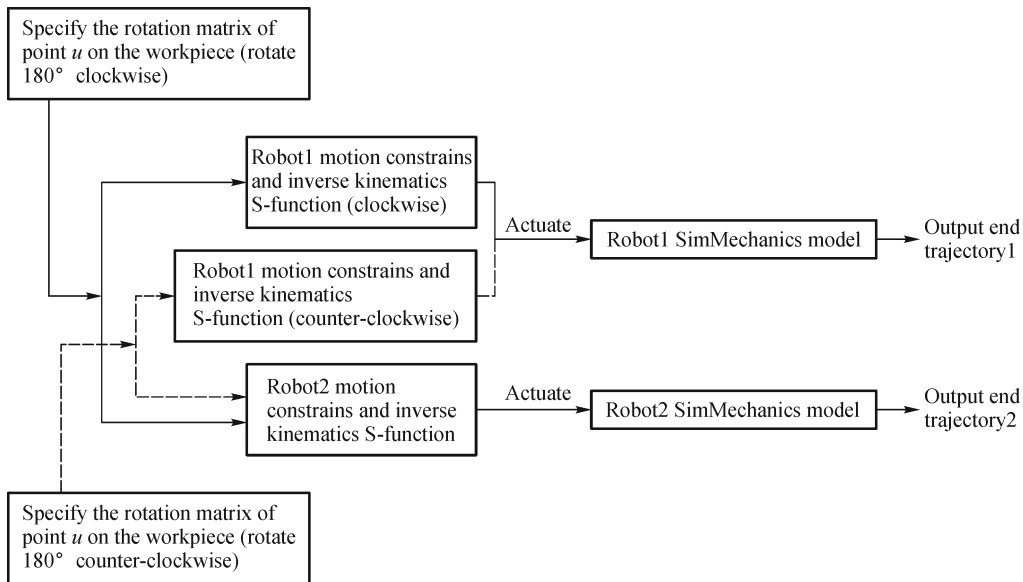 Specify the rotation matrix of
point u on the workpiece (rotate
180° clockwise)
Robot1 motion constrains
and inverse kinematics
S-function (clockwise)
Actuate
Robot1 SimMechanics model
Output end
trajectory1
Robot1 motion constrains and
inverse kinematics
S-function (counter-clockwise)
Robot2 motion
constrains and inverse
kinematics S-function
Actuate
Robot2 SimMechanics model
Output end
trajectory2
Specify the rotation matrix of
point u on the workpiece (rotate
180° counter-clockwise)